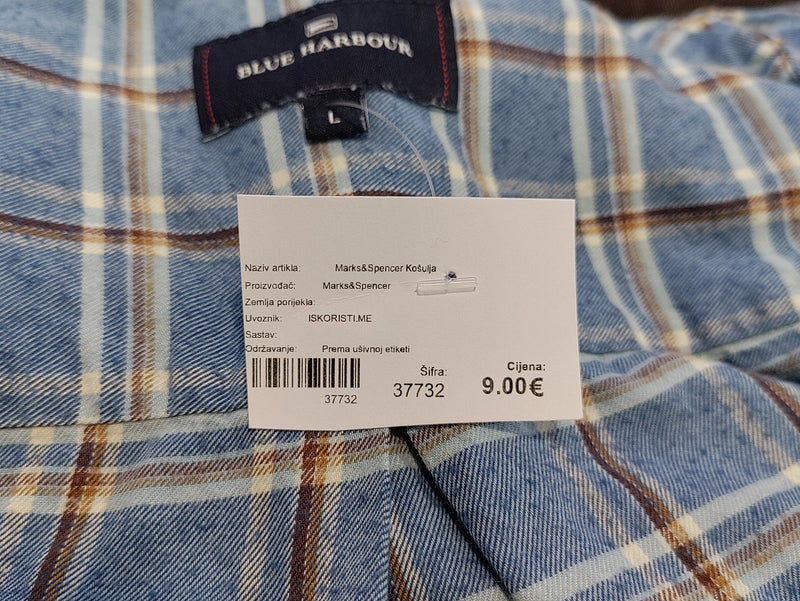 BLUE HARBOUR
L
Naziv artikla: Marks&Spencer Košulja
Proizvođač: Marks&Spencer
Zemlja porijekla:
Uvoznik: ISKORISTI.ME
Sastav:
Održavanje: Prema ušivnoj etiketi
37732
Šifra:
37732
Cijena:
9.00€